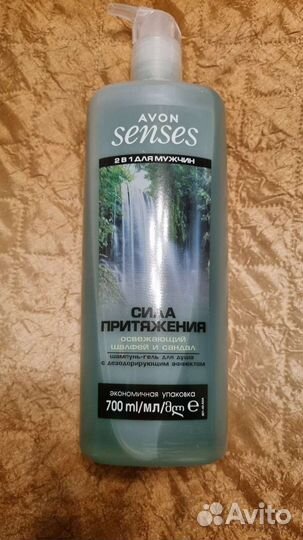 AVON
senses
2 В 1 ДЛЯ МУЖЧИН
СИЛА
ПРИТЯЖЕНИЯ
освежающий
шалфей и сандал
шампунь-гель для душа
с дезодорирующим эффектом
экономичная упаковка
700 ml/мл/მლ ℮
Avito